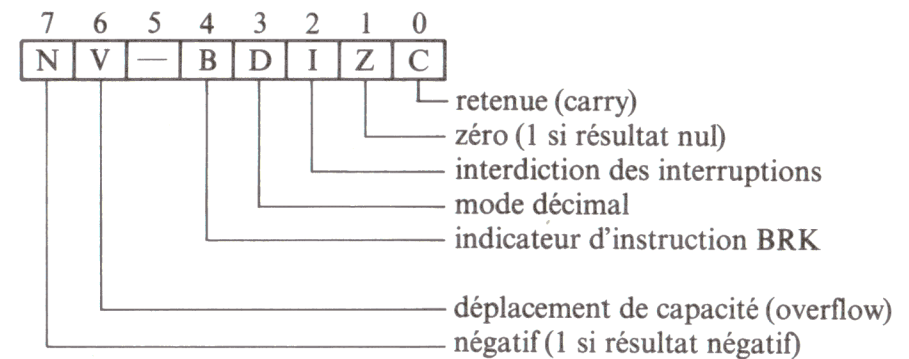 7 6 5 4 3 2 1 0
N V — B D I Z C
retenue (carry)
zéro (1 si résultat nul)
interdiction des interruptions
mode décimal
indicateur d'instruction BRK
déplacement de capacité (overflow)
négatif (1 si résultat négatif)